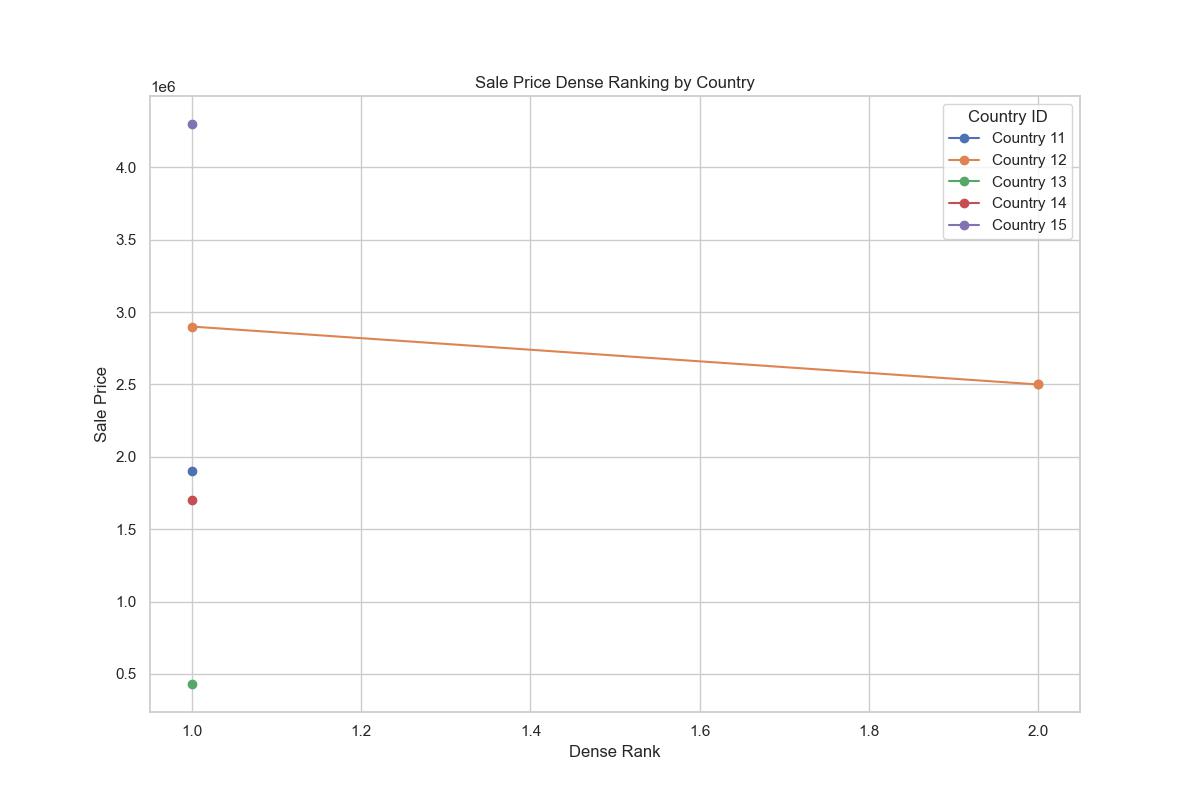 Sale Price Dense Ranking by Country
1e6
4.0
3.5
3.0
2.5
2.0
1.5
1.0
0.5
Sale Price
1.0 1.2 1.4 1.6 1.8 2.0
Dense Rank
Country ID
Country 11
Country 12
Country 13
Country 14
Country 15